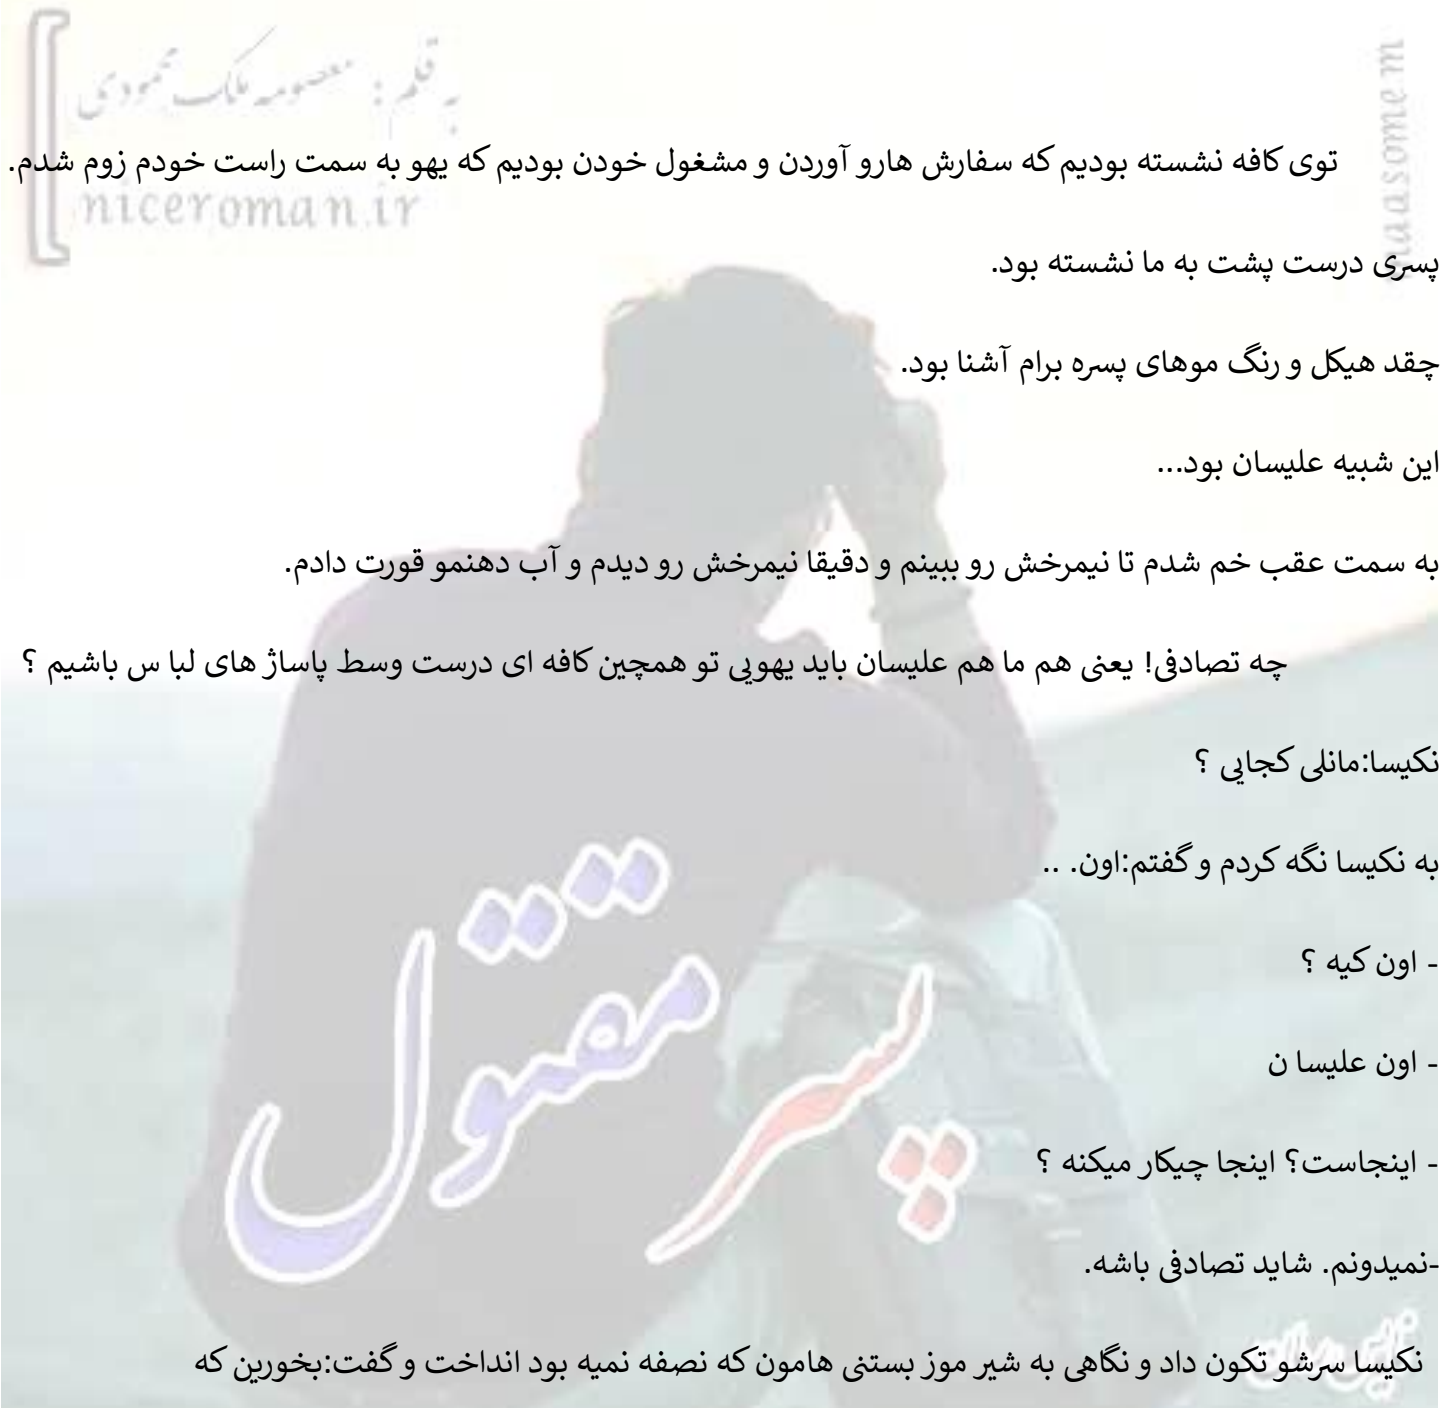 به قلم : معصومه ملک محمودی
niceroman.ir
توی کافه نشسته بودیم که سفارش هارو آوردن و مشغول خودن بودیم که یهو به سمت راست خودم زوم شدم.
پسری درست پشت به ما نشسته بود.
چقد هیکل و رنگ موهای پسره برام آشنا بود.
این شبیه علیسان بود...
به سمت عقب خم شدم تا نیمرخش رو ببینم و دقیقا نیمرخش رو دیدم و آب دهنمو قورت دادم.
چه تصادفی! یعنی هم ما هم علیسان باید یهویی تو همچین کافه ای درست وسط پاساژ های لبا س باشیم ؟
نکیسا:مانلی کجایی ؟
به نکیسا نگه کردم و گفتم:اون. ..
- اون کیه ؟
- اون علیسا ن
- اینجاست؟ اینجا چیکار میکنه ؟
-نمیدونم. شاید تصادفی باشه.
نکیسا سرشو تکون داد و نگاهی به شیر موز بستنی هامون که نصفه نمیه بود انداخت و گفت:بخورین که
پسر مقتول